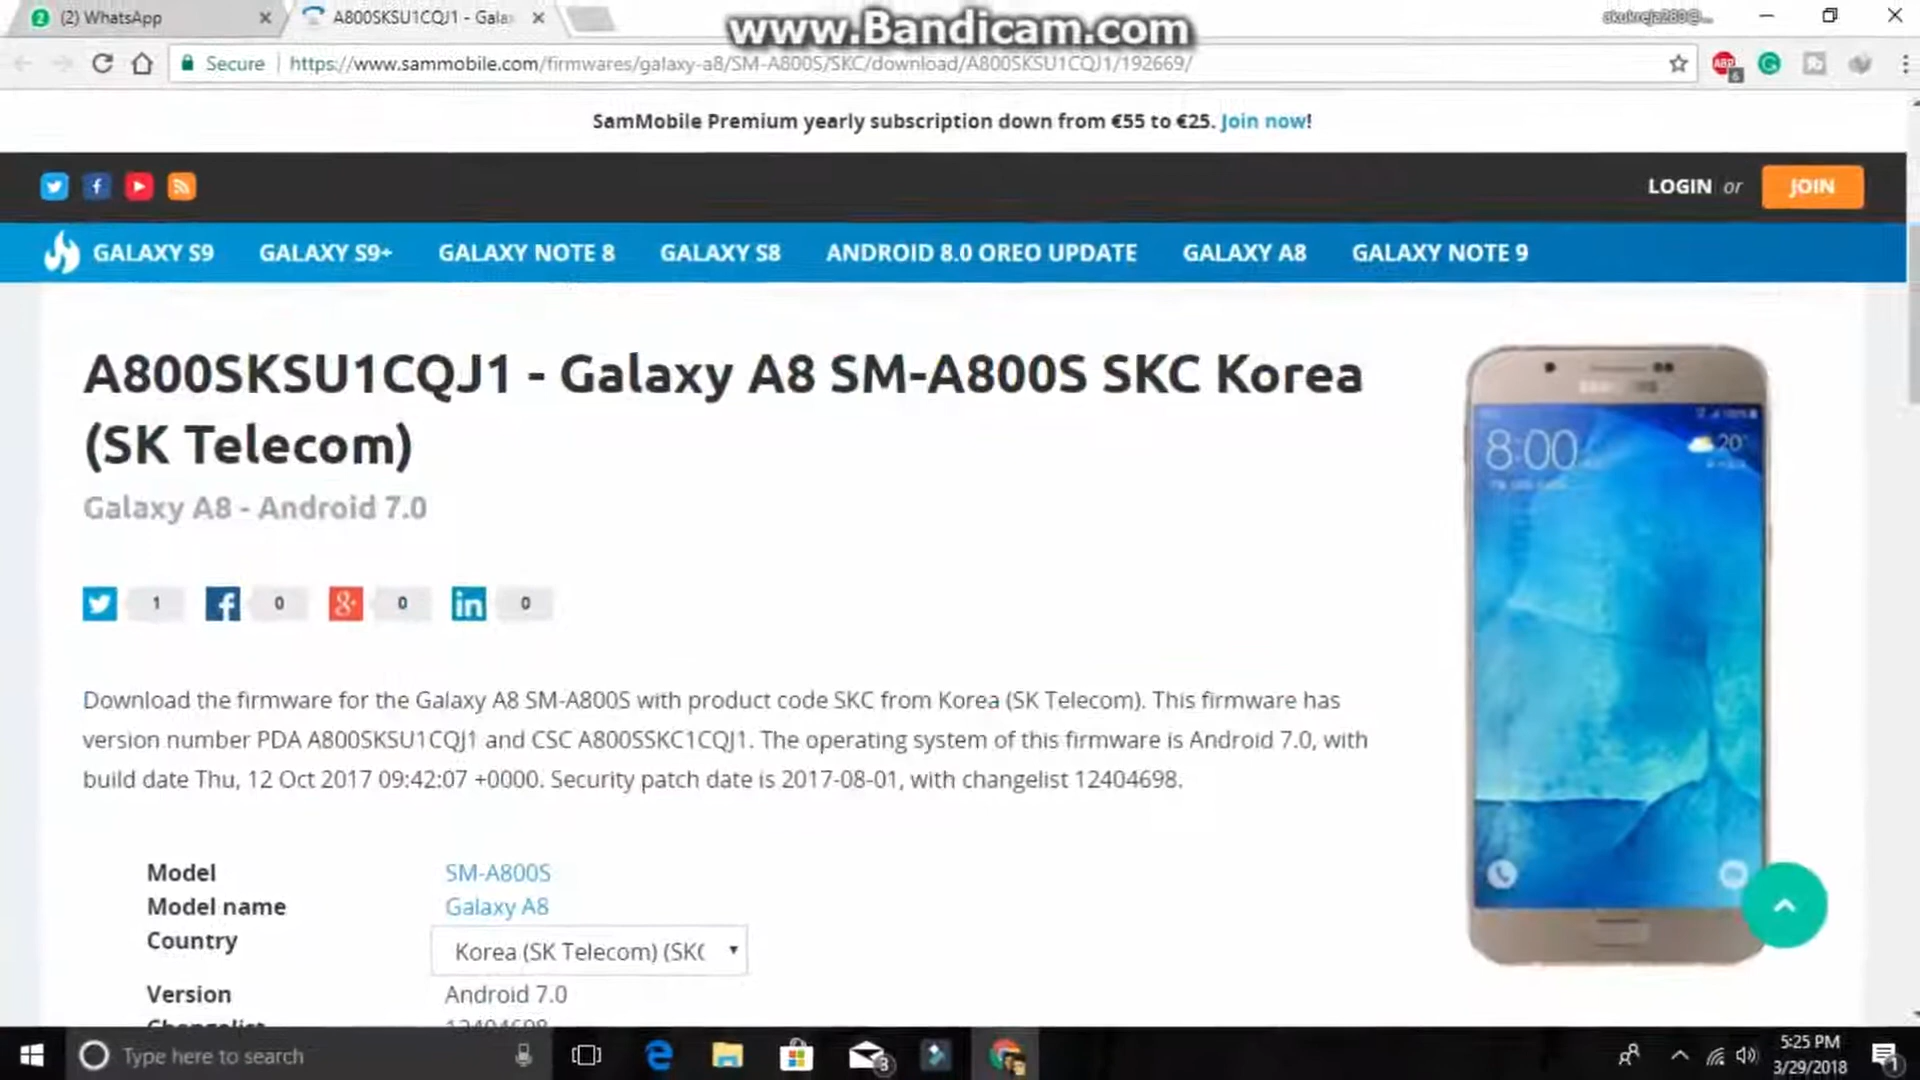 (2) WhatsApp
A800SKSU1CQJ1 - Gala
www.Bandicam.com
Secure
https://www.sammobile.com/firmwares/galaxy-a8/SM-A800S/SKC/download/A800SKSU1CQJ1/192669/
ABP
6
SamMobile Premium yearly subscription down from €55 to €25. Join now!
LOGIN or JOIN
GALAXY S9 GALAXY S9+ GALAXY NOTE 8 GALAXY S8 ANDROID 8.0 OREO UPDATE GALAXY A8 GALAXY NOTE 9
A800SKSU1CQJ1 - Galaxy A8 SM-A800S SKC Korea
(SK Telecom)
Galaxy A8 - Android 7.0
SAMSUNG
8:00
20°
1 0 0 0
Download the firmware for the Galaxy A8 SM-A800S with product code SKC from Korea (SK Telecom). This firmware has
version number PDA A800SKSU1CQJ1 and CSC A800SSKC1CQJ1. The operating system of this firmware is Android 7.0, with
build date Thu, 12 Oct 2017 09:42:07 +0000. Security patch date is 2017-08-01, with changelist 12404698.
Model SM-A800S
Model name Galaxy A8
Country Korea (SK Telecom) (SK
Version Android 7.0
Changelist 12404698
Type here to search
3
5:25 PM
3/29/2018
1